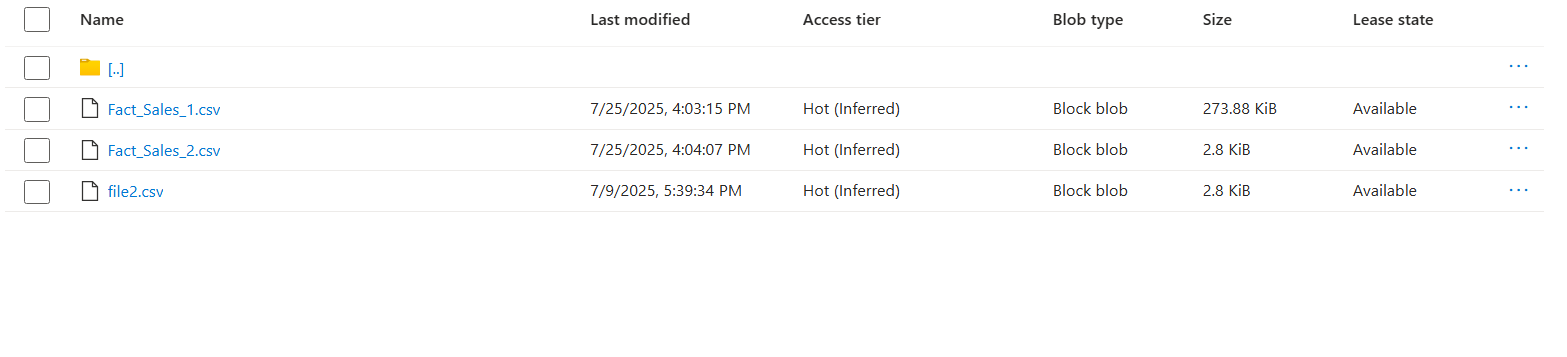 Name Last modified Access tier Blob type Size Lease state
[..] ...
Fact_Sales_1.csv 7/25/2025, 4:03:15 PM Hot (Inferred) Block blob 273.88 KiB Available ...
Fact_Sales_2.csv 7/25/2025, 4:04:07 PM Hot (Inferred) Block blob 2.8 KiB Available ...
file2.csv 7/9/2025, 5:39:34 PM Hot (Inferred) Block blob 2.8 KiB Available ...